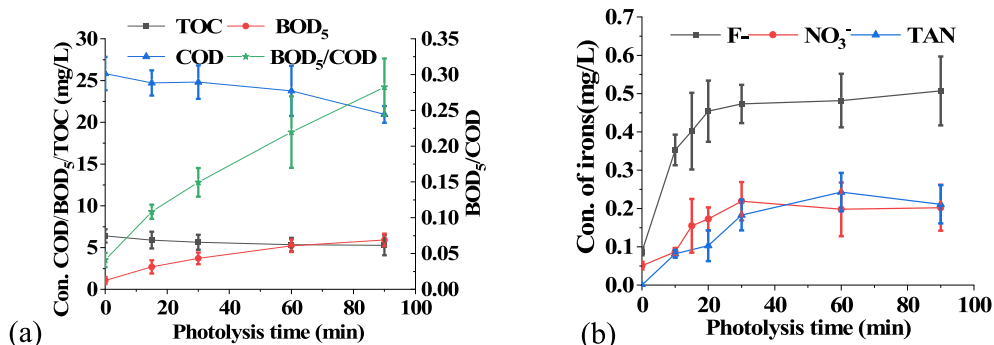 TOC BOD₅
COD BOD₅/COD
Con. COD/BOD₅/TOC (mg/L)
30
25
20
15
10
5
0
0.35
0.30
0.25
0.20
0.15
0.10
0.05
0.00
BOD₅/COD
0 20 40 60 80 100
Photolysis time (min)
(a)
F- NO₃⁻ TAN
Con. of irons(mg/L)
0.6
0.5
0.4
0.3
0.2
0.1
0.0
0 20 40 60 80 100
Photolysis time (min)
(b)